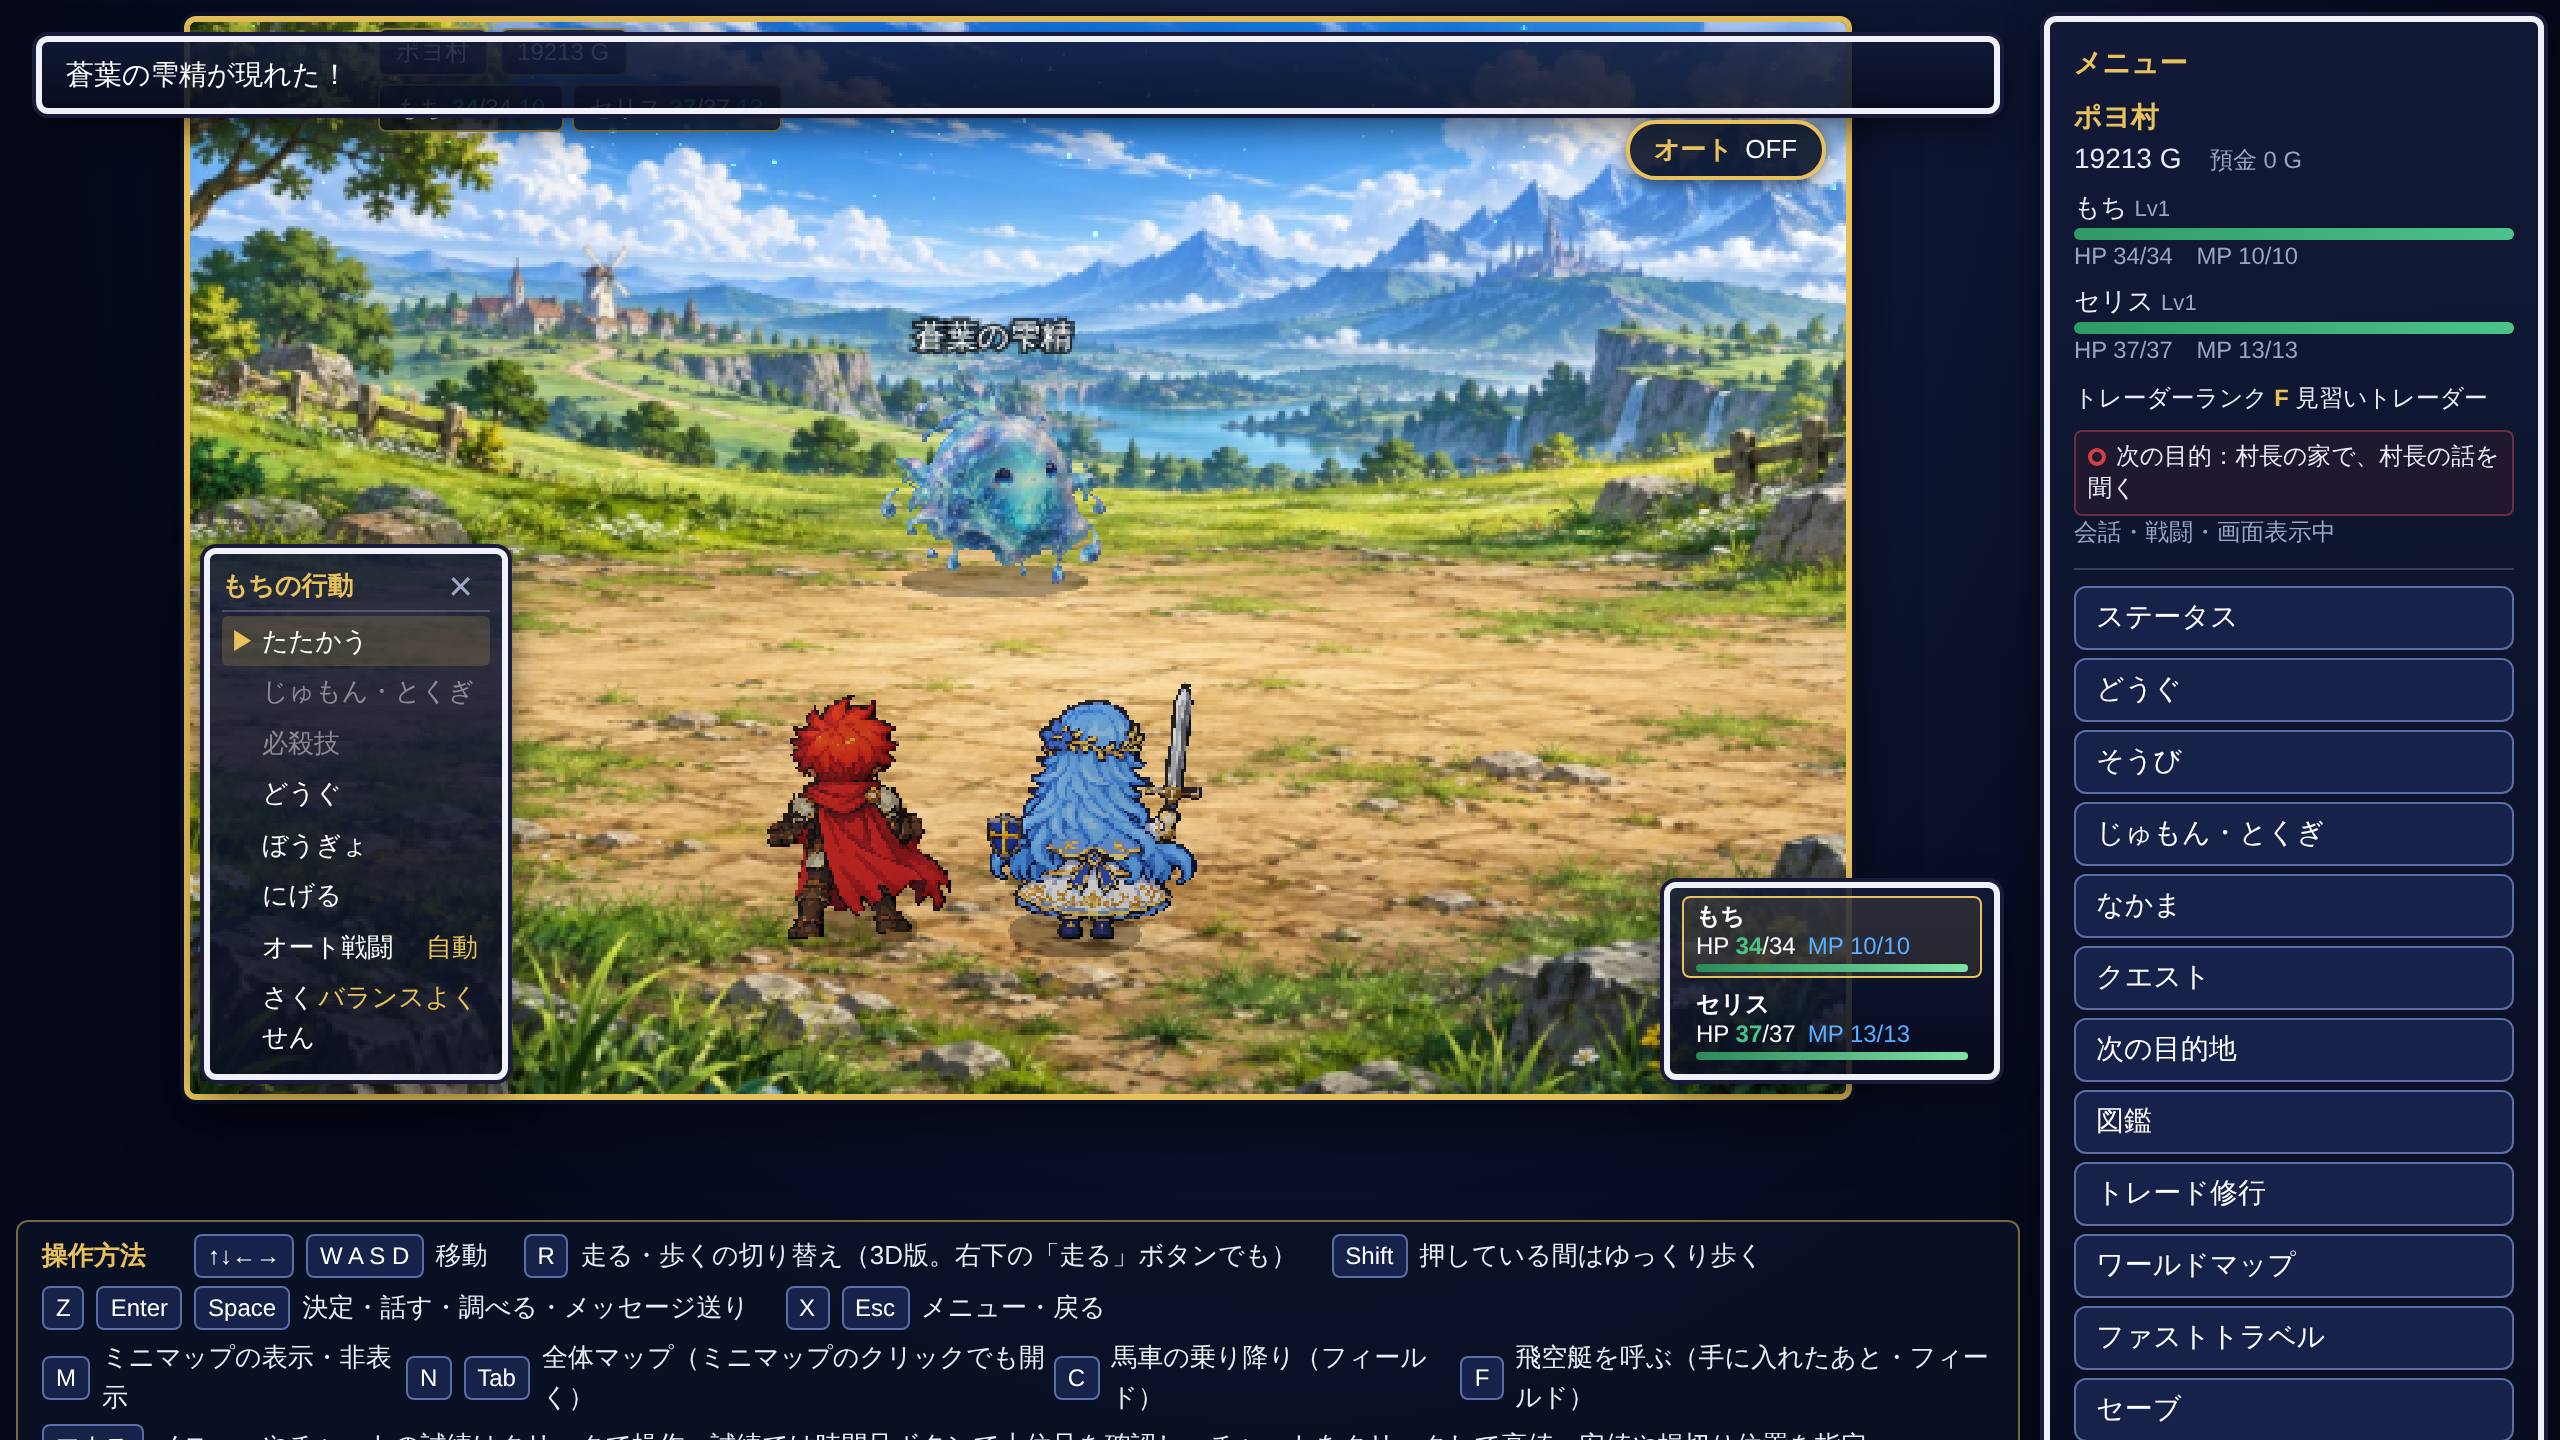 ポヨ村 19213 G
蒼葉の雫精が現れた！
オート OFF
蒼葉の雫精
もちの行動 ✕
▶ たたかう
じゅもん・とくぎ
必殺技
どうぐ
ぼうぎょ
にげる
オート戦闘 自動
さく バランスよく
せん
もち
HP 34/34 MP 10/10
セリス
HP 37/37 MP 13/13
メニュー
ポヨ村
19213 G 預金 0 G
もち Lv1
HP 34/34 MP 10/10
セリス Lv1
HP 37/37 MP 13/13
トレーダーランク F 見習いトレーダー
次の目的：村長の家で、村長の話を
聞く
会話・戦闘・画面表示中
ステータス
どうぐ
そうび
じゅもん・とくぎ
なかま
クエスト
次の目的地
図鑑
トレード修行
ワールドマップ
ファストトラベル
セーブ
操作方法 ↑↓←→ W A S D 移動 R 走る・歩くの切り替え（3D版。右下の「走る」ボタンでも） Shift 押している間はゆっくり歩く
Z Enter Space 決定・話す・調べる・メッセージ送り X Esc メニュー・戻る
M ミニマップの表示・非表示 N Tab 全体マップ（ミニマップのクリックでも開く） C 馬車の乗り降り（フィールド） F 飛空艇を呼ぶ（手に入れたあと・フィールド）